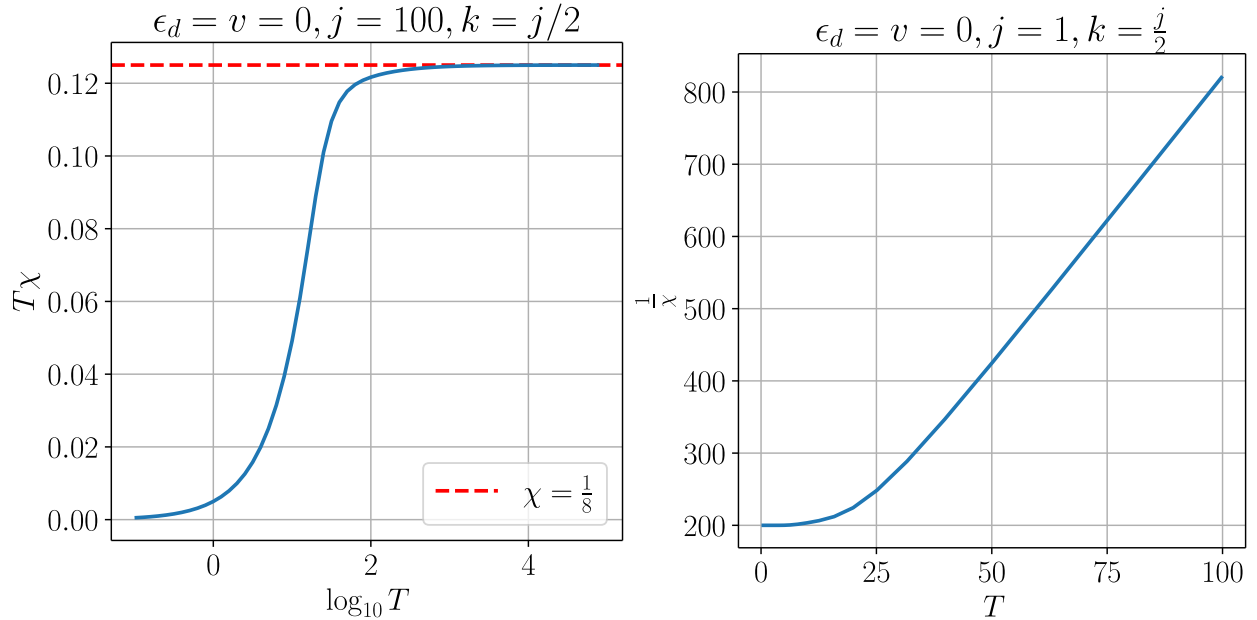 ϵ_d = v = 0, j = 100, k = j/2
Tχ
0.12
0.10
0.08
0.06
0.04
0.02
0.00
χ = 1/8
0 2 4
log₁₀ T
ϵ_d = v = 0, j = 1, k = j/2
1/χ
800
700
600
500
400
300
200
0 25 50 75 100
T